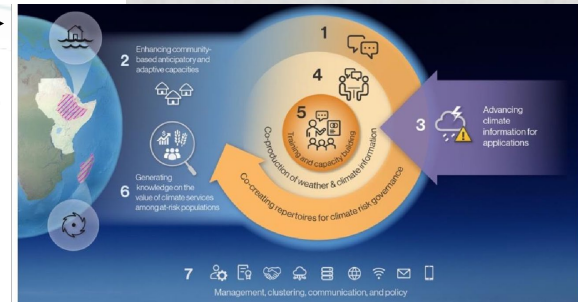 1
2
Enhancing community-
based anticipatory and
adaptive capacities
4
5
Training and capacity building
Co-production of weather & climate information
Co-creating repertoires for climate risk governance
3
Advancing
climate
information for
applications
6
Generating
knowledge on the
value of climate services
among at-risk populations
7
Management, clustering, communication, and policy